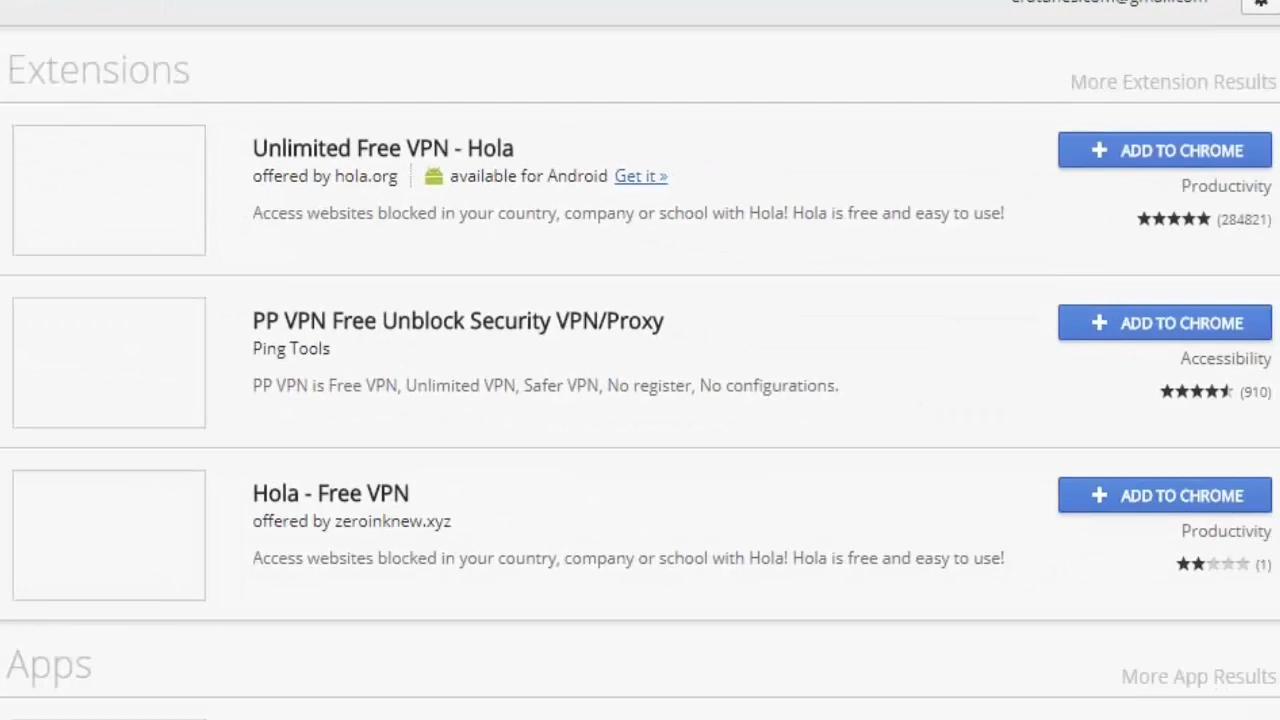 Extensions
More Extension Results
Unlimited Free VPN - Hola
offered by hola.org
available for Android Get it »
Access websites blocked in your country, company or school with Hola! Hola is free and easy to use!
+ ADD TO CHROME
Productivity
(284821)
PP VPN Free Unblock Security VPN/Proxy
Ping Tools
PP VPN is Free VPN, Unlimited VPN, Safer VPN, No register, No configurations.
+ ADD TO CHROME
Accessibility
(910)
Hola - Free VPN
offered by zeroinknew.xyz
Access websites blocked in your country, company or school with Hola! Hola is free and easy to use!
+ ADD TO CHROME
Productivity
(1)
Apps
More App Results